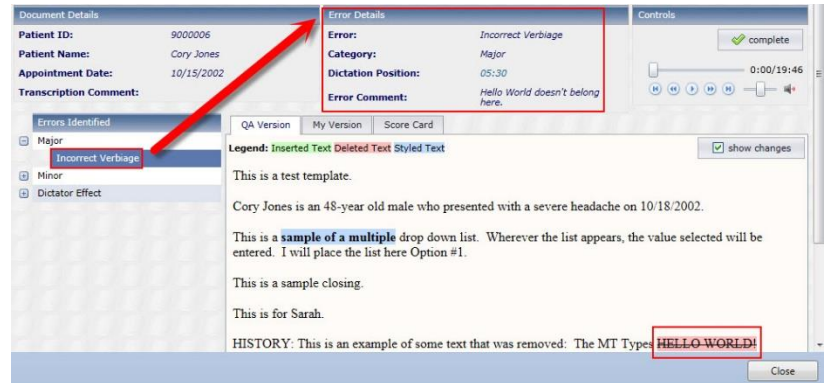 Document Details
Patient ID: 9000006
Patient Name: Cory Jones
Appointment Date: 10/15/2002
Transcription Comment:
Error Details
Error: Incorrect Verbiage
Category: Major
Dictation Position: 05:30
Error Comment: Hello World doesn't belong
here.
Controls
complete
0:00/19:46
Errors Identified
Major
Incorrect Verbiage
Minor
Dictator Effect
QA Version My Version Score Card
Legend: Inserted Text Deleted Text Styled Text
show changes
This is a test template.
Cory Jones is an 48-year old male who presented with a severe headache on 10/18/2002.
This is a sample of a multiple drop down list. Wherever the list appears, the value selected will be
entered. I will place the list here Option #1.
This is a sample closing.
This is for Sarah.
HISTORY: This is an example of some text that was removed: The MT Types HELLO WORLD!
Close